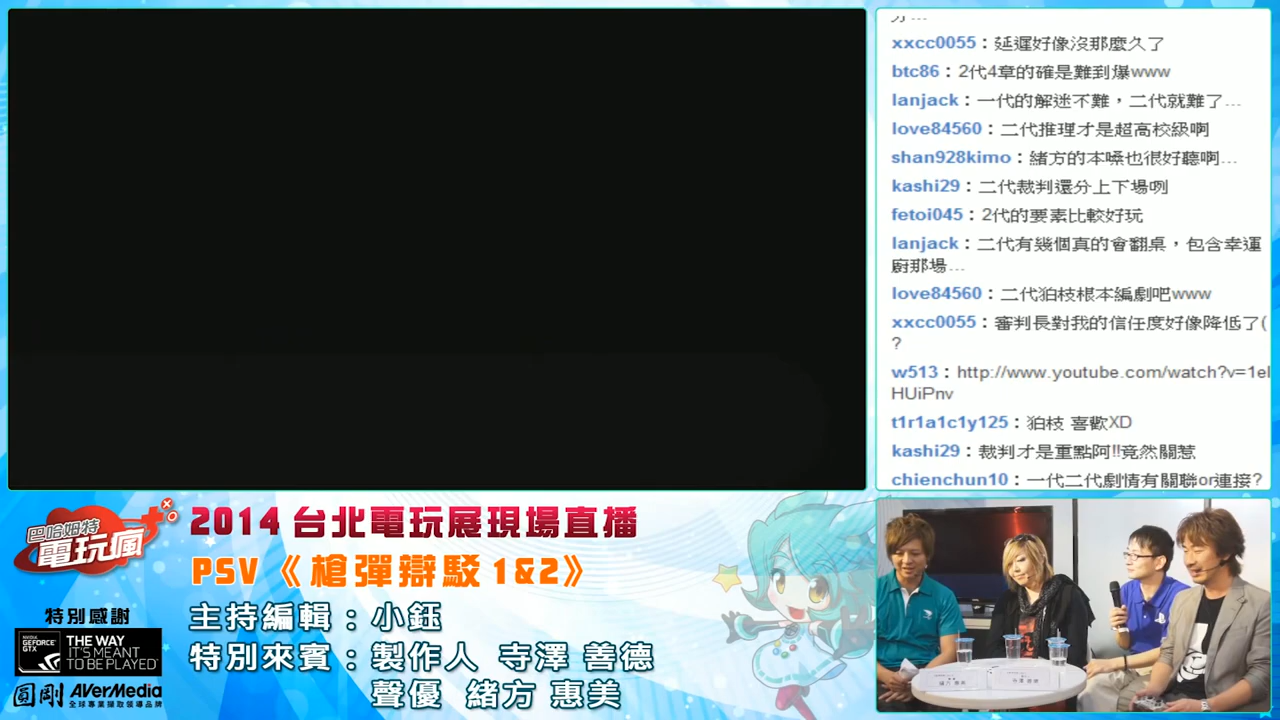 xxcc0055：延遲好像沒那麼久了
btc86：2代4章的確是難到爆www
lanjack：一代的解迷不難，二代就難了...
love84560：二代推理才是超高校級啊
shan928kimo：緒方的本嗓也很好聽啊...
kashi29：二代裁判還分上下場咧
fetoi045：2代的要素比較好玩
lanjack：二代有幾個真的會翻桌，包含幸運
廚那場...
love84560：二代狛枝根本編劇吧www
xxcc0055：審判長對我的信任度好像降低了(
?
w513：http://www.youtube.com/watch?v=1eI
HUiPnv
t1r1a1c1y125：狛枝 喜歡XD
kashi29：裁判才是重點阿!!竟然關惹
chienchun10：一代二代劇情有關聯or連接?
巴哈姆特
電玩瘋
2014 台北電玩展現場直播
PSV《槍彈辯駁 1&2》
特別感謝
NVIDIA
GEFORCE
GTX
THE WAY
IT'S MEANT
TO BE PLAYED
圓剛 AVerMedia
全球專業擷取領導品牌
主持編輯：小鈺
特別來賓：製作人 寺澤 善德
聲優 緒方 惠美